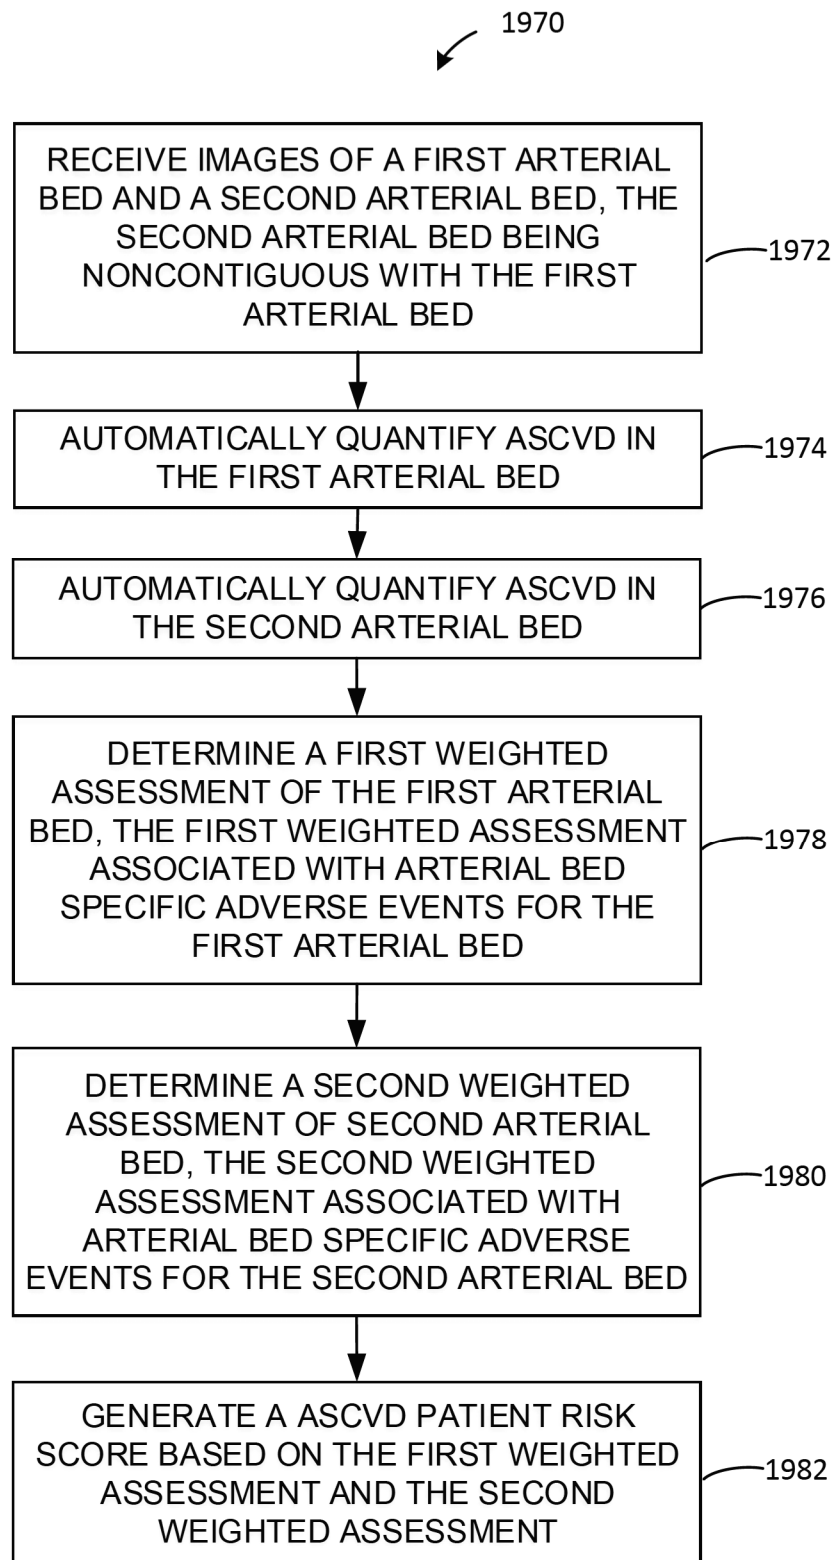 1970
RECEIVE IMAGES OF A FIRST ARTERIAL
BED AND A SECOND ARTERIAL BED, THE
SECOND ARTERIAL BED BEING
NONCONTIGUOUS WITH THE FIRST
ARTERIAL BED
1972
AUTOMATICALLY QUANTIFY ASCVD IN
THE FIRST ARTERIAL BED
1974
AUTOMATICALLY QUANTIFY ASCVD IN
THE SECOND ARTERIAL BED
1976
DETERMINE A FIRST WEIGHTED
ASSESSMENT OF THE FIRST ARTERIAL
BED, THE FIRST WEIGHTED ASSESSMENT
ASSOCIATED WITH ARTERIAL BED
SPECIFIC ADVERSE EVENTS FOR THE
FIRST ARTERIAL BED
1978
DETERMINE A SECOND WEIGHTED
ASSESSMENT OF SECOND ARTERIAL
BED, THE SECOND WEIGHTED
ASSESSMENT ASSOCIATED WITH
ARTERIAL BED SPECIFIC ADVERSE
EVENTS FOR THE SECOND ARTERIAL BED
1980
GENERATE A ASCVD PATIENT RISK
SCORE BASED ON THE FIRST WEIGHTED
ASSESSMENT AND THE SECOND
WEIGHTED ASSESSMENT
1982